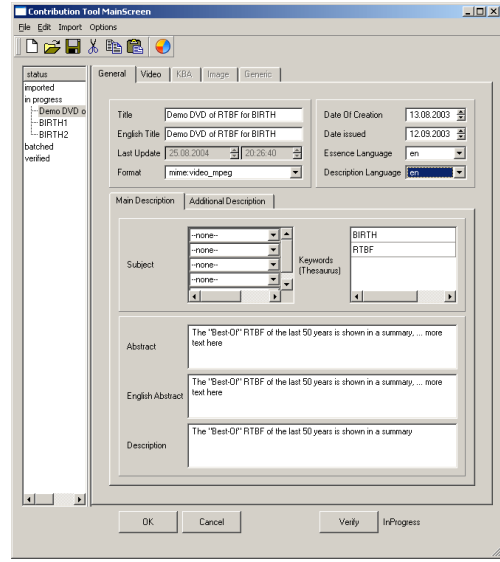 Contribution Tool MainScreen
File Edit Import Options
status
imported
in progress
Demo DVD o
BIRTH1
BIRTH2
batched
verified
General Video KBA Image Generic
Title Demo DVD of RTBF for BIRTH
English Title Demo DVD of RTBF for BIRTH
Last Update 25.08.2004 20:26:40
Format mime:video_mpeg
Date Of Creation 13.08.2003
Date issued 12.09.2003
Essence Language en
Description Language en
Main Description Additional Description
Subject
--none--
--none--
--none--
--none--
Keywords
(Thesaurus)
BIRTH
RTBF
Abstract
The "Best-Of" RTBF of the last 50 years is shown in a summary, ... more
text here
English Abstract
The "Best-Of" RTBF of the last 50 years is shown in a summary, ... more
text here
Description
The "Best-Of" RTBF of the last 50 years is shown in a summary
OK Cancel Verify InProgress